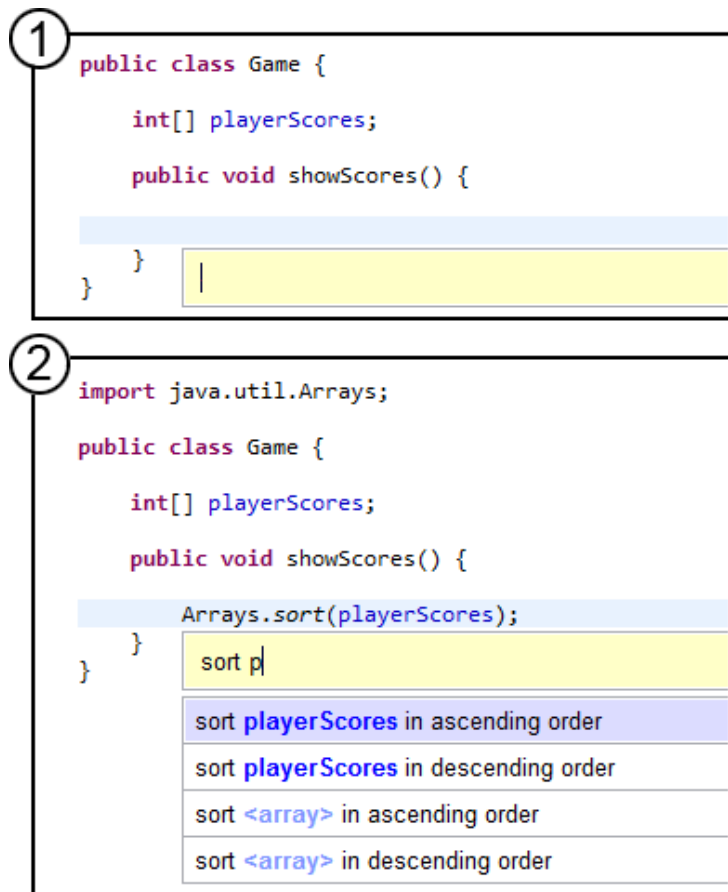 1
public class Game {
int[] playerScores;
public void showScores() {
}
}
2
import java.util.Arrays;
public class Game {
int[] playerScores;
public void showScores() {
Arrays.sort(playerScores);
}
sort p
}
sort playerScores in ascending order
sort playerScores in descending order
sort <array> in ascending order
sort <array> in descending order